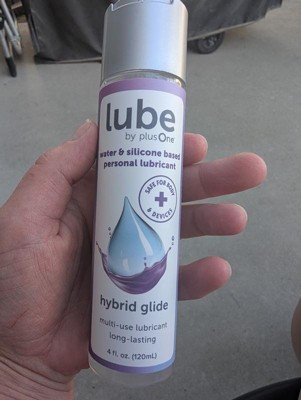 lube
by plusOne
water & silicone based
personal lubricant
SAFE FOR BODY
& DEVICES
hybrid glide
multi-use lubricant
long-lasting
4 fl. oz. (120mL)